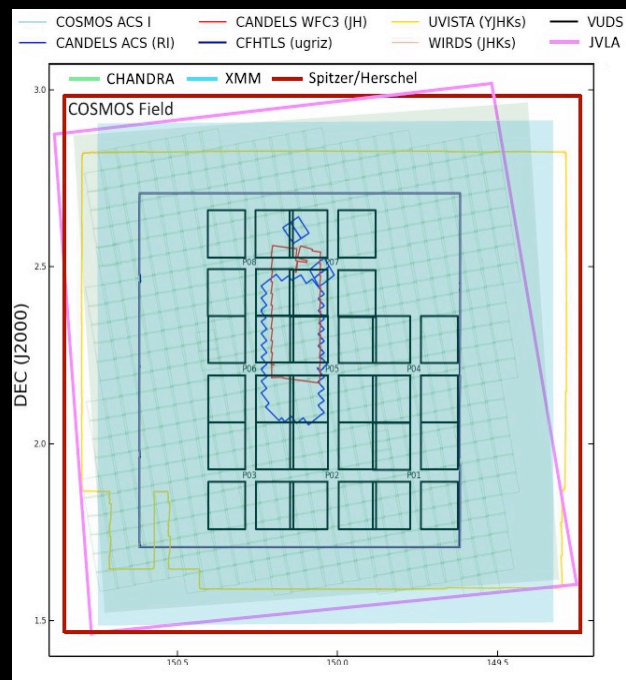 COSMOS ACS I CANDELS WFC3 (JH) UVISTA (YJHKs) VUDS
CANDELS ACS (RI) CFHTLS (ugriz) WIRDS (JHKs) JVLA
CHANDRA XMM Spitzer/Herschel
3.0
COSMOS Field
2.5
P08 P07
DEC (J2000)
P06 P05 P04
2.0
P03 P02 P01
1.5
150.5 150.0 149.5